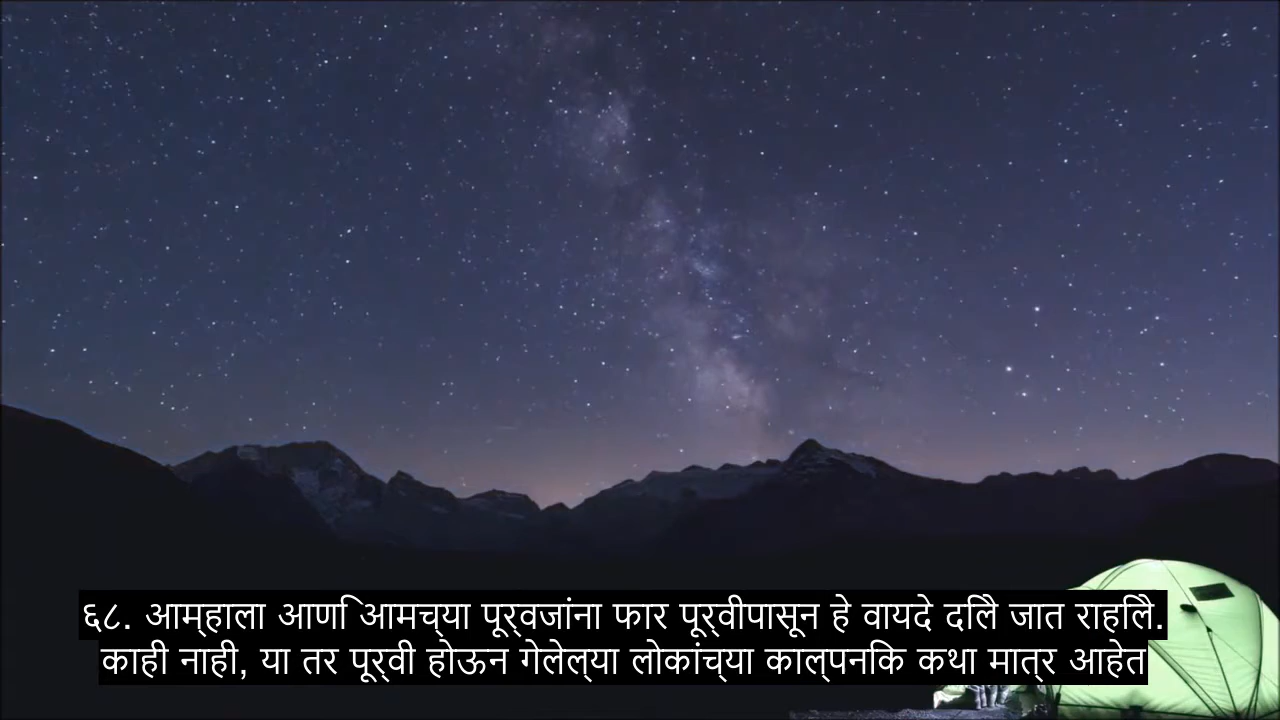 ६८. आम्हाला आणि आमच्या पूर्वजांना फार पूर्वीपासून हे वायदे दिले जात राहिले.
काही नाही, या तर पूर्वी होऊन गेलेल्या लोकांच्या काल्पनिक कथा मात्र आहेत